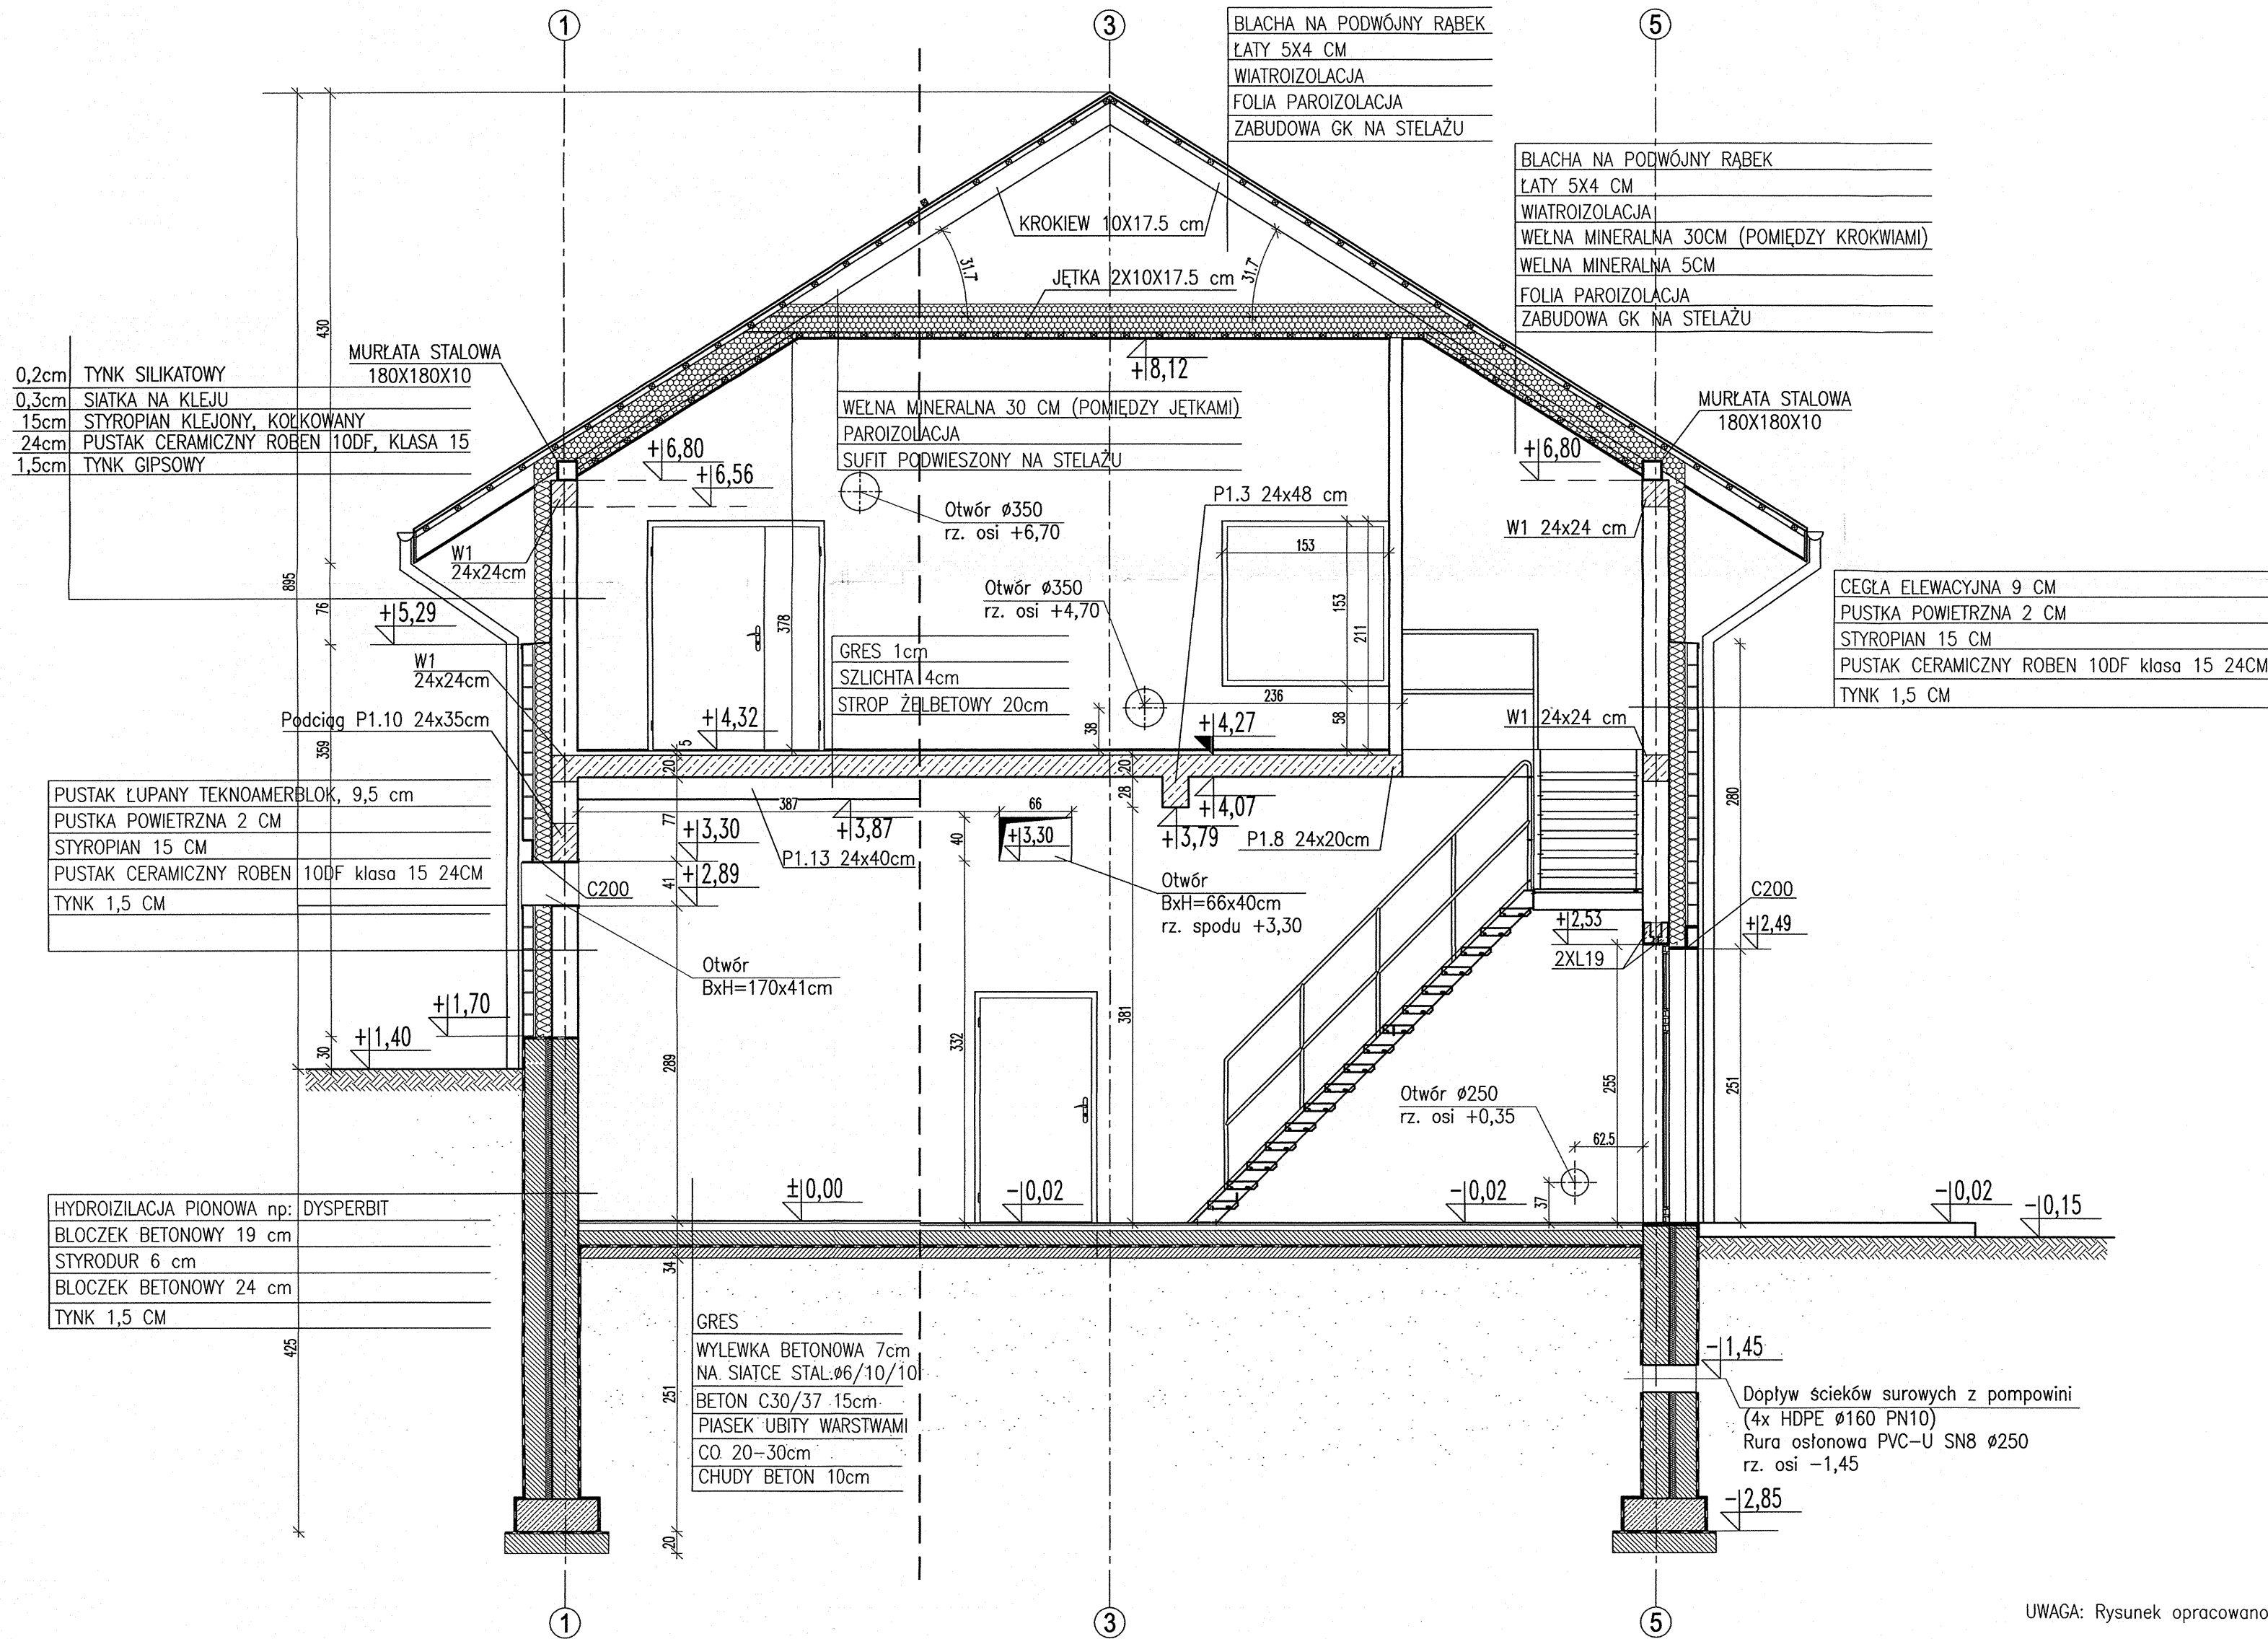 1
3
5
BLACHA NA PODWÓJNY RĄBEK
ŁATY 5X4 CM
WIATROIZOLACJA
FOLIA PAROIZOLACJA
ZABUDOWA GK NA STELAŻU
BLACHA NA PODWÓJNY RĄBEK
ŁATY 5X4 CM
WIATROIZOLACJA
WEŁNA MINERALNA 30CM (POMIĘDZY KROKWIAMI)
WELNA MINERALNA 5CM
FOLIA PAROIZOLACJA
ZABUDOWA GK NA STELAŻU
KROKIEW 10X17.5 cm
31.7
31.7
JĘTKA 2X10X17.5 cm
430
MURŁATA STALOWA
180X180X10
0,2cm TYNK SILIKATOWY
0,3cm SIATKA NA KLEJU
15cm STYROPIAN KLEJONY, KOŁKOWANY
24cm PUSTAK CERAMICZNY ROBEN 10DF, KLASA 15
1,5cm TYNK GIPSOWY
+8,12
WEŁNA MINERALNA 30 CM (POMIĘDZY JĘTKAMI)
PAROIZOLACJA
SUFIT PODWIESZONY NA STELAŻU
MURŁATA STALOWA
180X180X10
+6,80
+6,56
+6,80
Otwór ø350
rz. osi +6,70
P1.3 24x48 cm
W1 24x24 cm
W1
24x24cm
895
76
153
153
211
378
Otwór ø350
rz. osi +4,70
+5,29
CEGŁA ELEWACYJNA 9 CM
PUSTKA POWIETRZNA 2 CM
STYROPIAN 15 CM
PUSTAK CERAMICZNY ROBEN 10DF klasa 15 24CM
TYNK 1,5 CM
GRES 1cm
SZLICHTA 4cm
STROP ŻELBETOWY 20cm
W1
24x24cm
Podciąg P1.10 24x35cm
236
58
38
+4,32
+4,27
W1 24x24 cm
359
5
20
20
28
77
387
66
+3,87
+4,07
+3,79
P1.8 24x20cm
280
PUSTAK ŁUPANY TEKNOAMERBLOK, 9,5 cm
PUSTKA POWIETRZNA 2 CM
STYROPIAN 15 CM
PUSTAK CERAMICZNY ROBEN 10DF klasa 15 24CM
TYNK 1,5 CM
+3,30
P1.13 24x40cm
40
+3,30
+2,89
41
C200
Otwór
BxH=66x40cm
rz. spodu +3,30
C200
+2,53
+2,49
2XL19
Otwór
BxH=170x41cm
+1,70
+1,40
30
289
332
381
255
251
Otwór ø250
rz. osi +0,35
62.5
37
±0,00
-0,02
-0,02
-0,02
-0,15
HYDROIZILACJA PIONOWA np: DYSPERBIT
BLOCZEK BETONOWY 19 cm
STYRODUR 6 cm
BLOCZEK BETONOWY 24 cm
TYNK 1,5 CM
34
425
251
20
GRES
WYLEWKA BETONOWA 7cm
NA SIATCE STAL.ø6/10/10
BETON C30/37 15cm
PIASEK UBITY WARSTWAMI
CO 20-30cm
CHUDY BETON 10cm
-1,45
Dopływ ścieków surowych z pompowini
(4x HDPE ø160 PN10)
Rura osłonowa PVC-U SN8 ø250
rz. osi -1,45
-2,85
1
3
5
UWAGA: Rysunek opracowano